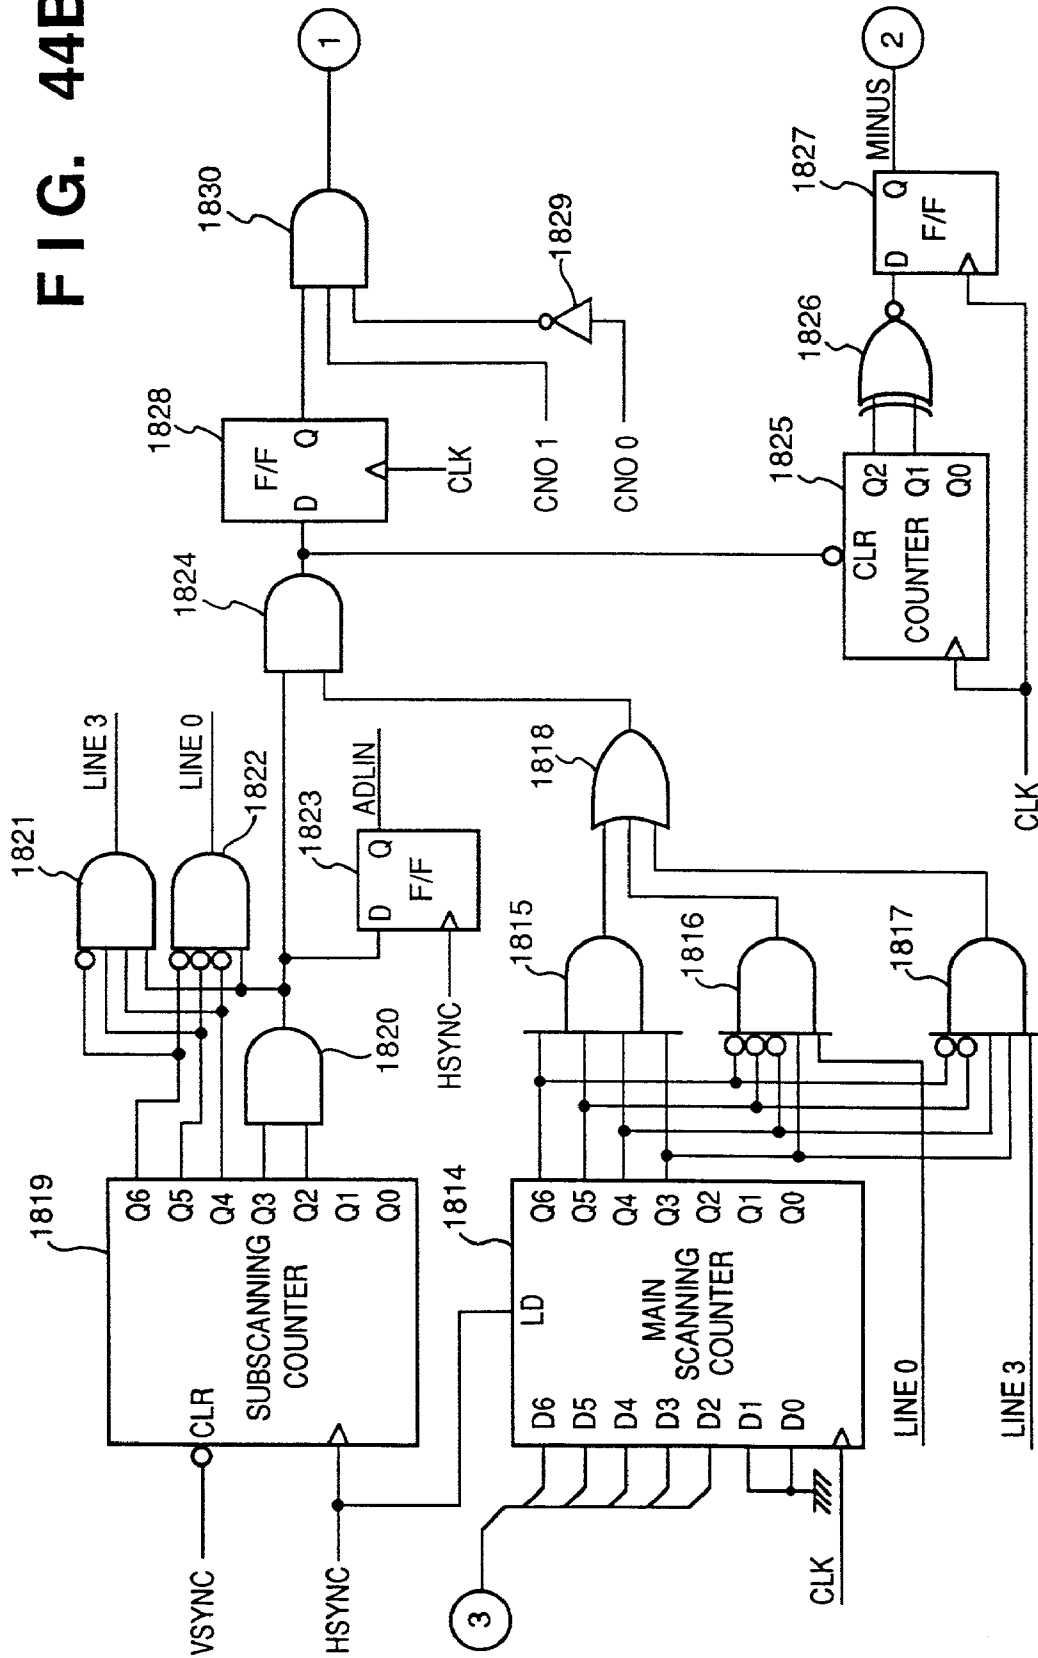 FIG. 44B
1819
VSYNC
CLR
HSYNC
SUBSCANNING
COUNTER
Q6
Q5
Q4
Q3
Q2
Q1
Q0
1821
LINE 3
LINE 0
1822
1820
1823
D
Q
F/F
ADLIN
HSYNC
1824
1828
F/F
D
Q
CLK
1830
1
CNO 1
CNO 0
1829
3
1814
LD
D6
D5
D4
D3
D2
D1
D0
MAIN
SCANNING
COUNTER
Q6
Q5
Q4
Q3
Q2
Q1
Q0
CLK
LINE 0
LINE 3
1815
1816
1817
1818
1825
CLR
COUNTER
Q2
Q1
Q0
CLK
1826
1827
D
Q
F/F
MINUS
2